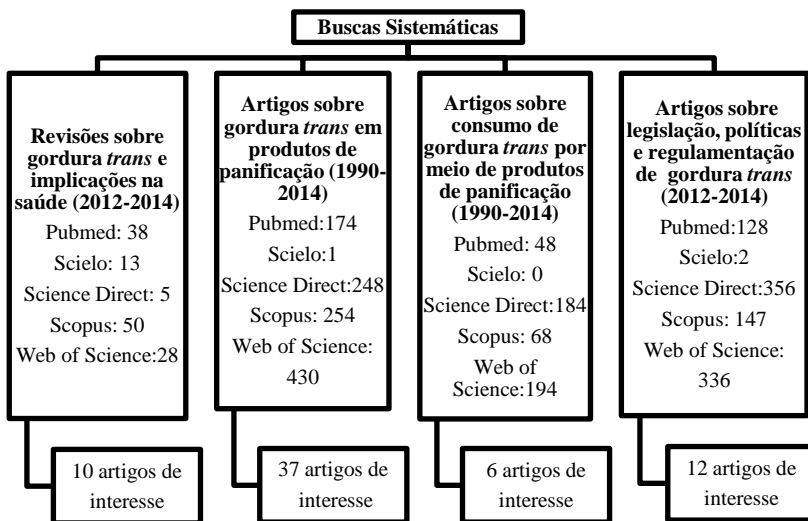 Buscas Sistemáticas
Revisões sobre
gordura trans e
implicações na
saúde (2012-2014)
Pubmed: 38
Scielo: 13
Science Direct: 5
Scopus: 50
Web of Science:28
10 artigos de
interesse
Artigos sobre
gordura trans em
produtos de
panificação (1990-
2014)
Pubmed:174
Scielo:1
Science Direct:248
Scopus: 254
Web of Science:
430
37 artigos de
interesse
Artigos sobre
consumo de
gordura trans por
meio de produtos
de panificação
(1990-2014)
Pubmed: 48
Scielo: 0
Science Direct:184
Scopus: 68
Web of
Science:194
6 artigos de
interesse
Artigos sobre
legislação, políticas
e regulamentação
de gordura trans
(2012-2014)
Pubmed:128
Scielo:2
Science Direct:356
Scopus: 147
Web of Science:
336
12 artigos de
interesse